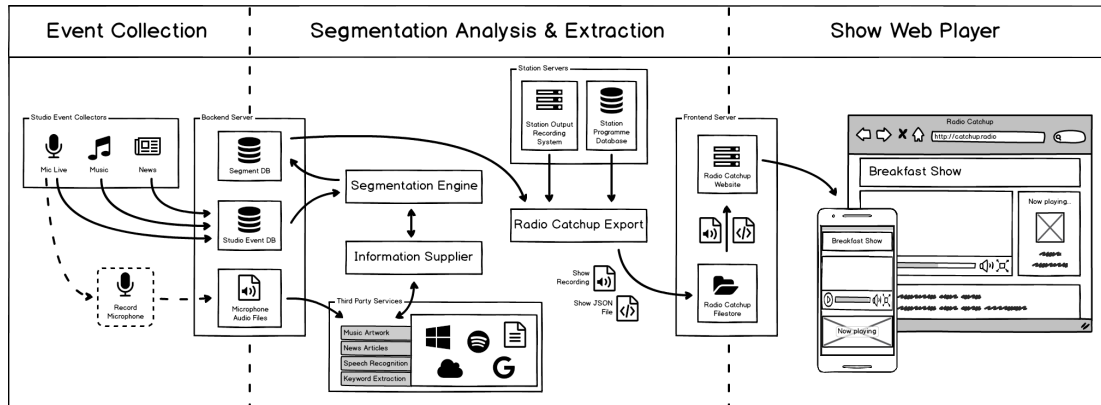 Event Collection
Segmentation Analysis & Extraction
Show Web Player
Studio Event Collectors
Mic Live
Music
News
Record
Microphone
Backend Server
Segment DB
Studio Event DB
Microphone
Audio Files
Segmentation Engine
Information Supplier
Third Party Services
Music Artwork
News Articles
Speech Recognition
Keyword Extraction
G
Station Servers
Station Output
Recording
System
Station
Programme
Database
Radio Catchup Export
Show
Recording
Show JSON
File
Frontend Server
Radio Catchup
Website
Radio Catchup
Filestore
Radio Catchup
http://catchup.radio
Breakfast Show
Now playing...
Breakfast Show
Now playing